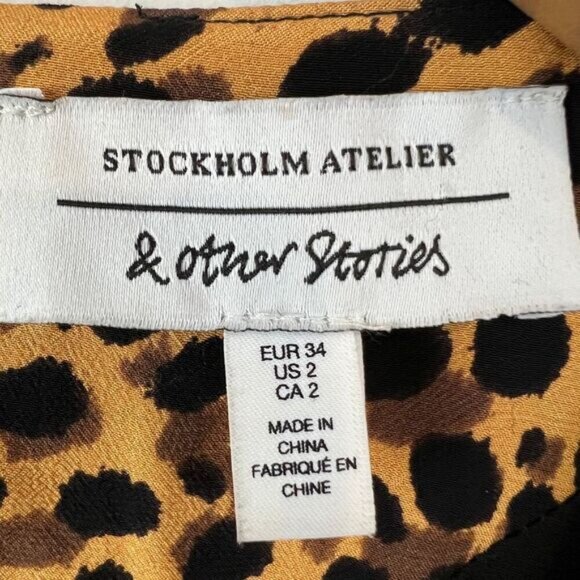 STOCKHOLM ATELIER
& other Stories
EUR 34
US 2
CA 2
MADE IN
CHINA
FABRIQUÉ EN
CHINE